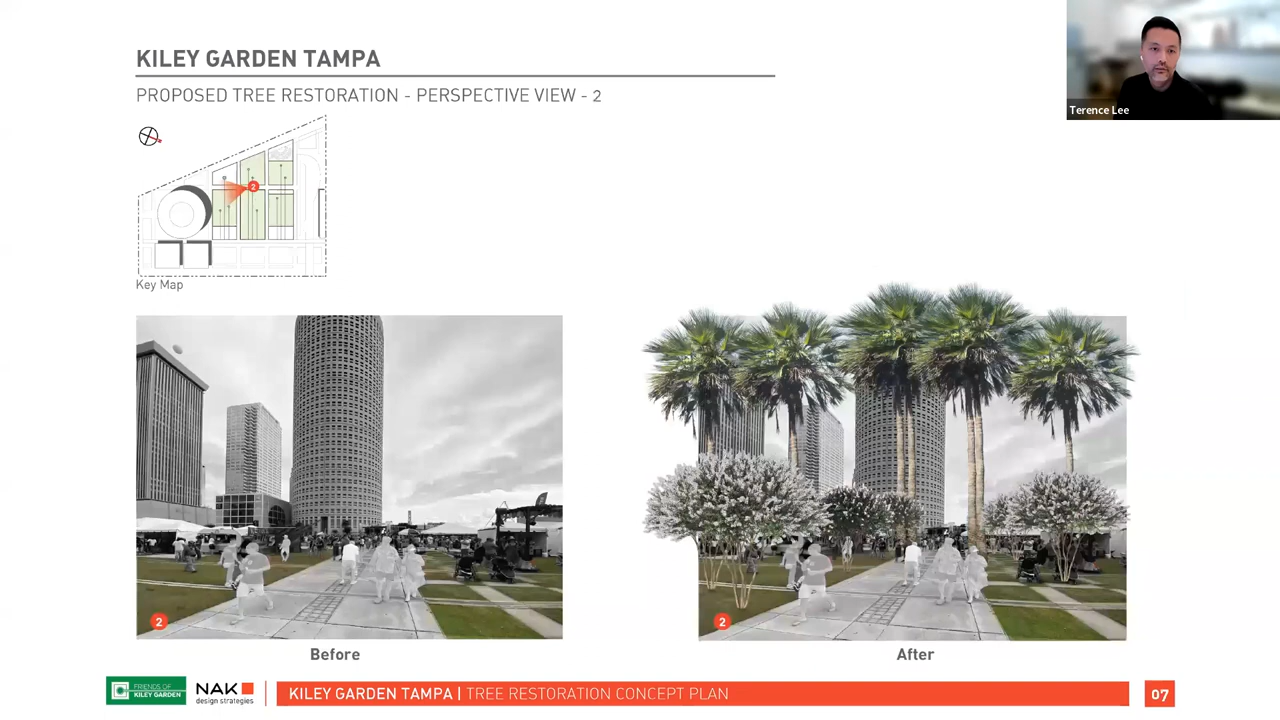 KILEY GARDEN TAMPA
PROPOSED TREE RESTORATION - PERSPECTIVE VIEW - 2
Terence Lee
2
Key Map
2
2
Before
After
FRIENDS OF
KILEY GARDEN
NAK
design strategies
KILEY GARDEN TAMPA | TREE RESTORATION CONCEPT PLAN
07